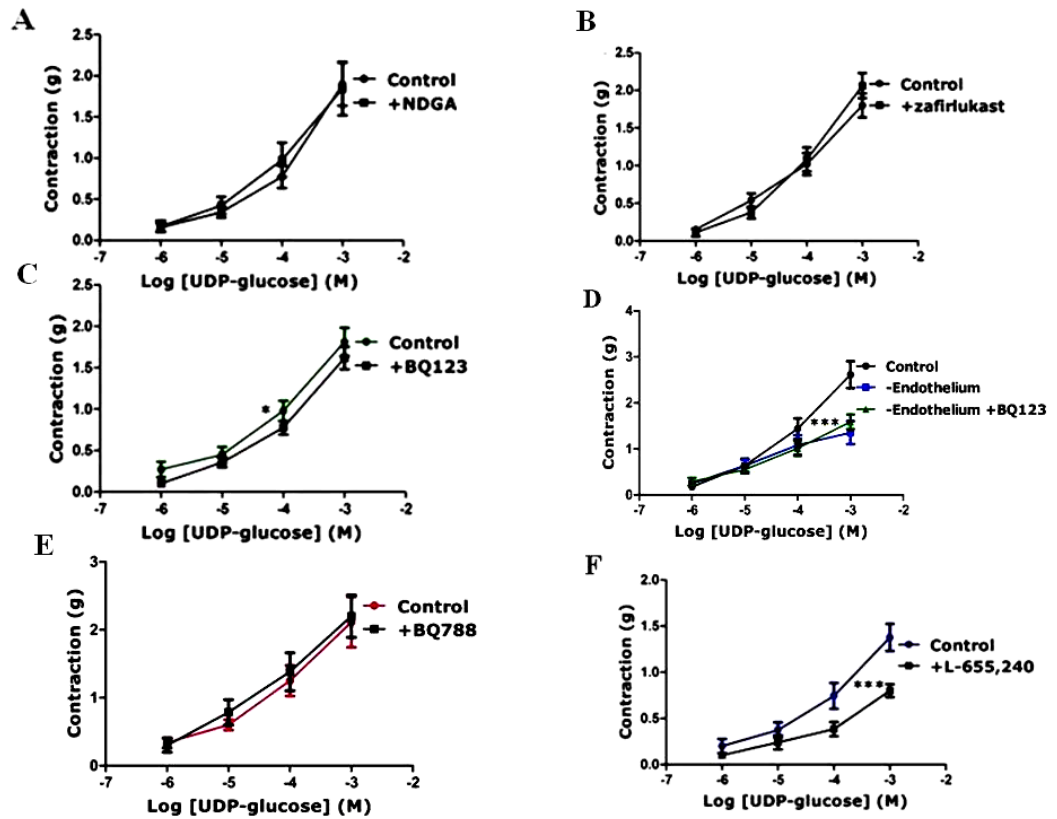 A
Contraction (g)
2.5
2.0
1.5
1.0
0.5
0.0
-7 -6 -5 -4 -3 -2
Log [UDP-glucose] (M)
Control
+NDGA
B
Contraction (g)
2.5
2.0
1.5
1.0
0.5
0.0
-7 -6 -5 -4 -3 -2
Log [UDP-glucose] (M)
Control
+zafirlukast
C
Contraction (g)
2.5
2.0
1.5
1.0
0.5
0.0
*
-7 -6 -5 -4 -3 -2
Log [UDP-glucose] (M)
Control
+BQ123
D
Contraction (g)
4
3
2
1
0
***
-7 -6 -5 -4 -3 -2
Log [UDP-glucose] (M)
Control
-Endothelium
-Endothelium +BQ123
E
Contraction (g)
3
2
1
0
-7 -6 -5 -4 -3 -2
Log [UDP-glucose] (M)
Control
+BQ788
F
Contraction (g)
2.0
1.5
1.0
0.5
0.0
***
-7 -6 -5 -4 -3 -2
Log [UDP-glucose] (M)
Control
+L-655,240